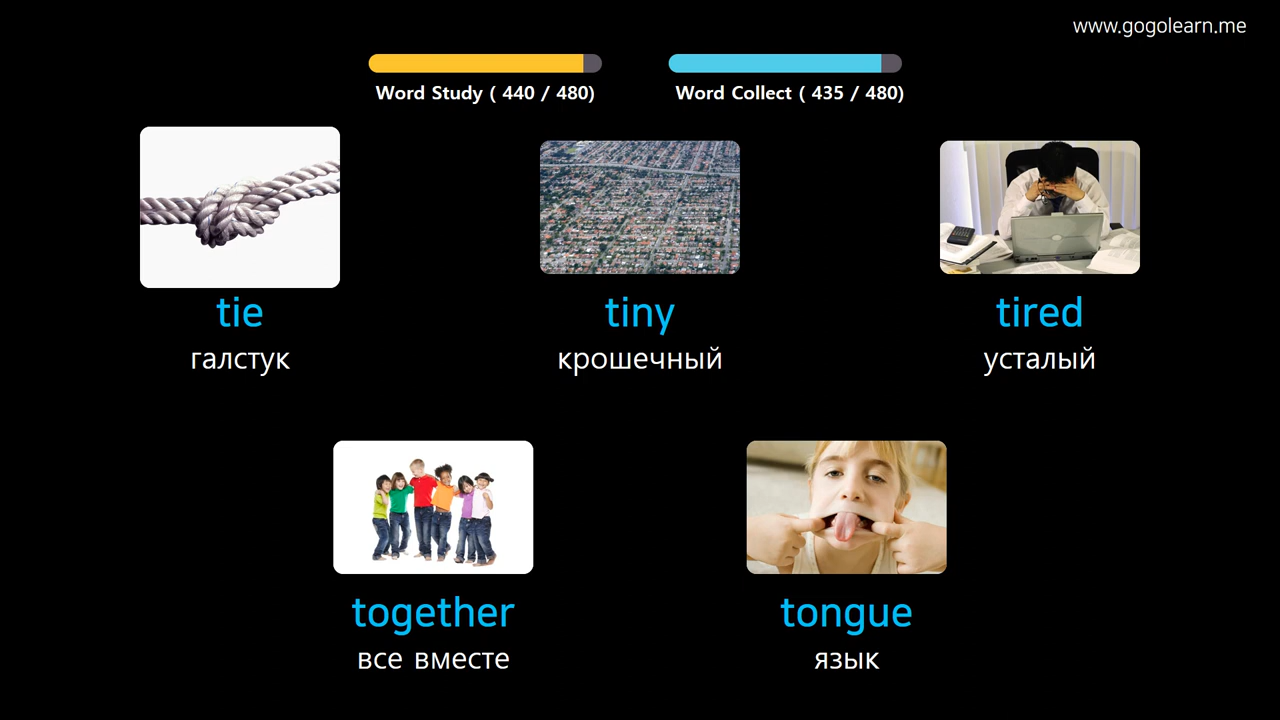 www.gogolearn.me
Word Study ( 440 / 480)
Word Collect ( 435 / 480)
tie
галстук
tiny
крошечный
tired
усталый
together
все вместе
tongue
язык